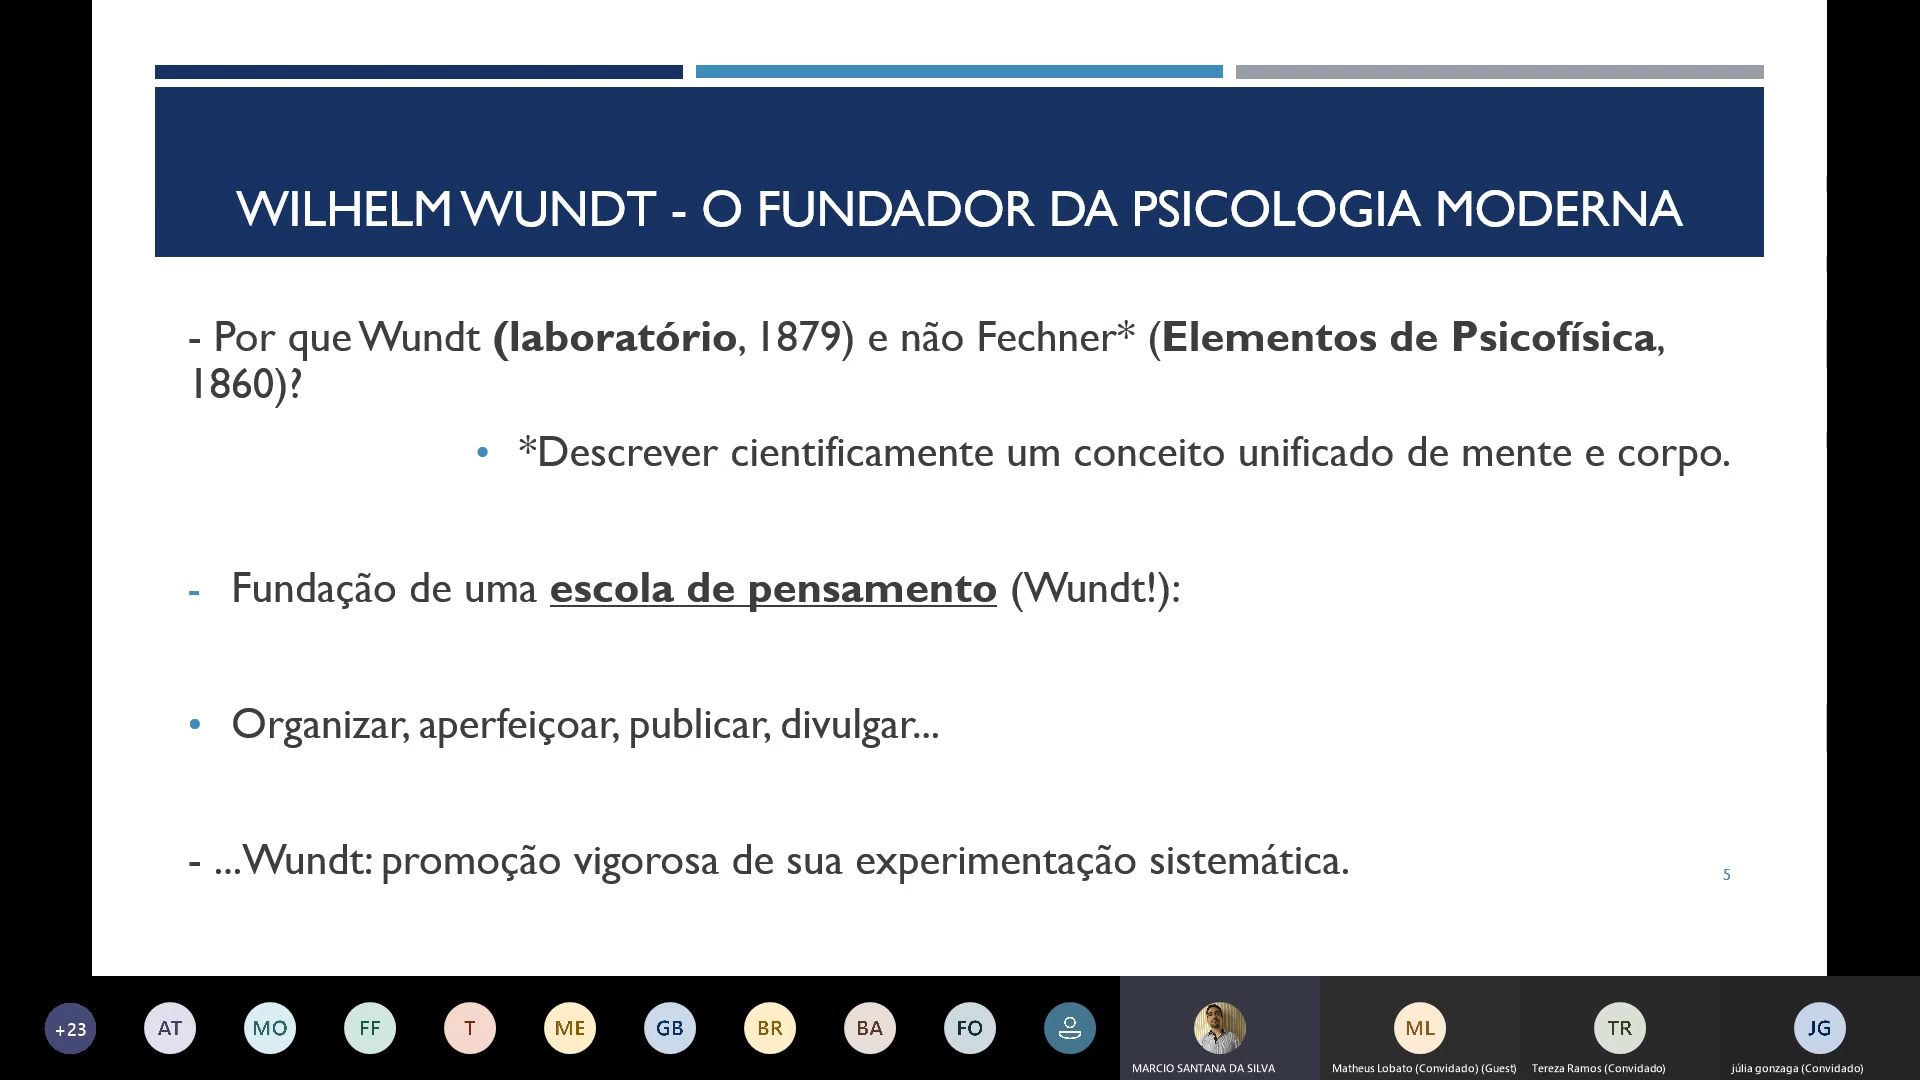 WILHELM WUNDT - O FUNDADOR DA PSICOLOGIA MODERNA
- Por que Wundt (laboratório, 1879) e não Fechner* (Elementos de Psicofísica,
1860)?
• *Descrever cientificamente um conceito unificado de mente e corpo.
- Fundação de uma escola de pensamento (Wundt!):
• Organizar, aperfeiçoar, publicar, divulgar...
- ...Wundt: promoção vigorosa de sua experimentação sistemática.
5
+23 AT MO FF T ME GB BR BA FO ML TR JG
MARCIO SANTANA DA SILVA Matheus Lobato (Convidado) (Guest) Tereza Ramos (Convidado) júlia gonzaga (Convidado)